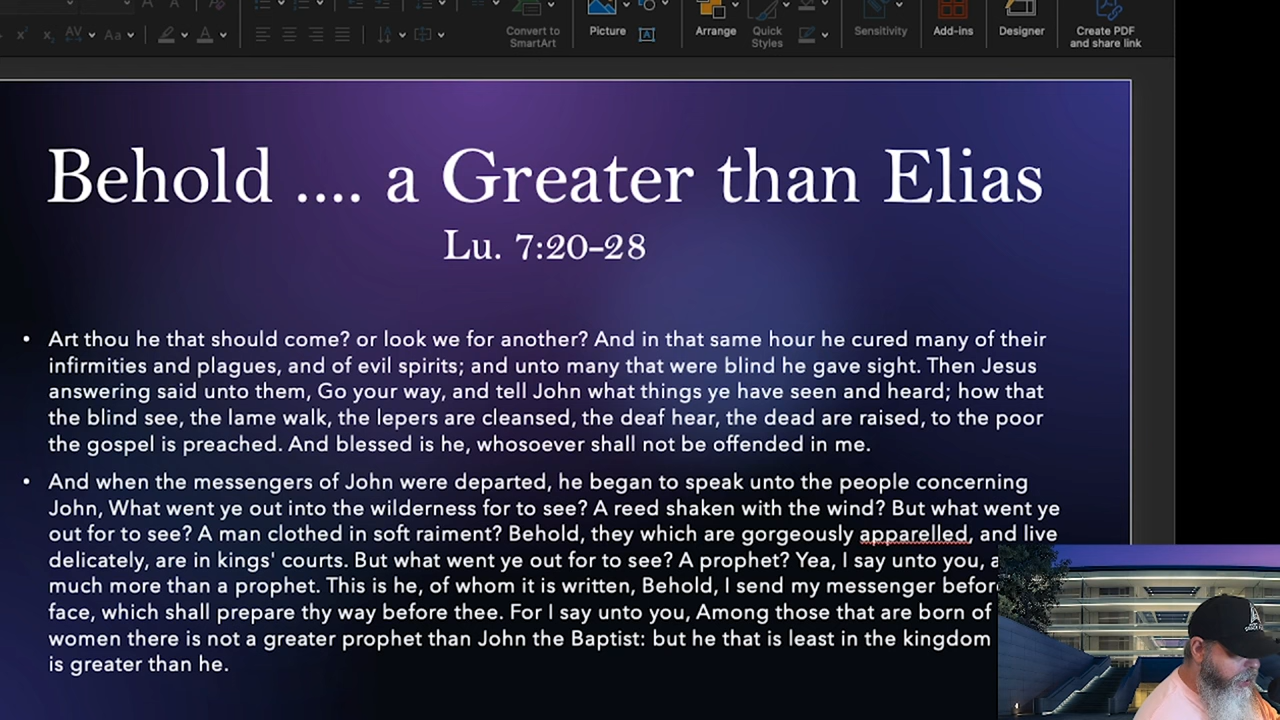 Convert to
SmartArt
Picture
Arrange
Quick
Styles
Sensitivity
Add-ins
Designer
Create PDF
and share link
Behold .... a Greater than Elias
Lu. 7:20-28
• Art thou he that should come? or look we for another? And in that same hour he cured many of their
infirmities and plagues, and of evil spirits; and unto many that were blind he gave sight. Then Jesus
answering said unto them, Go your way, and tell John what things ye have seen and heard; how that
the blind see, the lame walk, the lepers are cleansed, the deaf hear, the dead are raised, to the poor
the gospel is preached. And blessed is he, whosoever shall not be offended in me.
• And when the messengers of John were departed, he began to speak unto the people concerning
John, What went ye out into the wilderness for to see? A reed shaken with the wind? But what went ye
out for to see? A man clothed in soft raiment? Behold, they which are gorgeously apparelled, and live
delicately, are in kings' courts. But what went ye out for to see? A prophet? Yea, I say unto you, a
much more than a prophet. This is he, of whom it is written, Behold, I send my messenger befor
face, which shall prepare thy way before thee. For I say unto you, Among those that are born of
women there is not a greater prophet than John the Baptist: but he that is least in the kingdom
is greater than he.